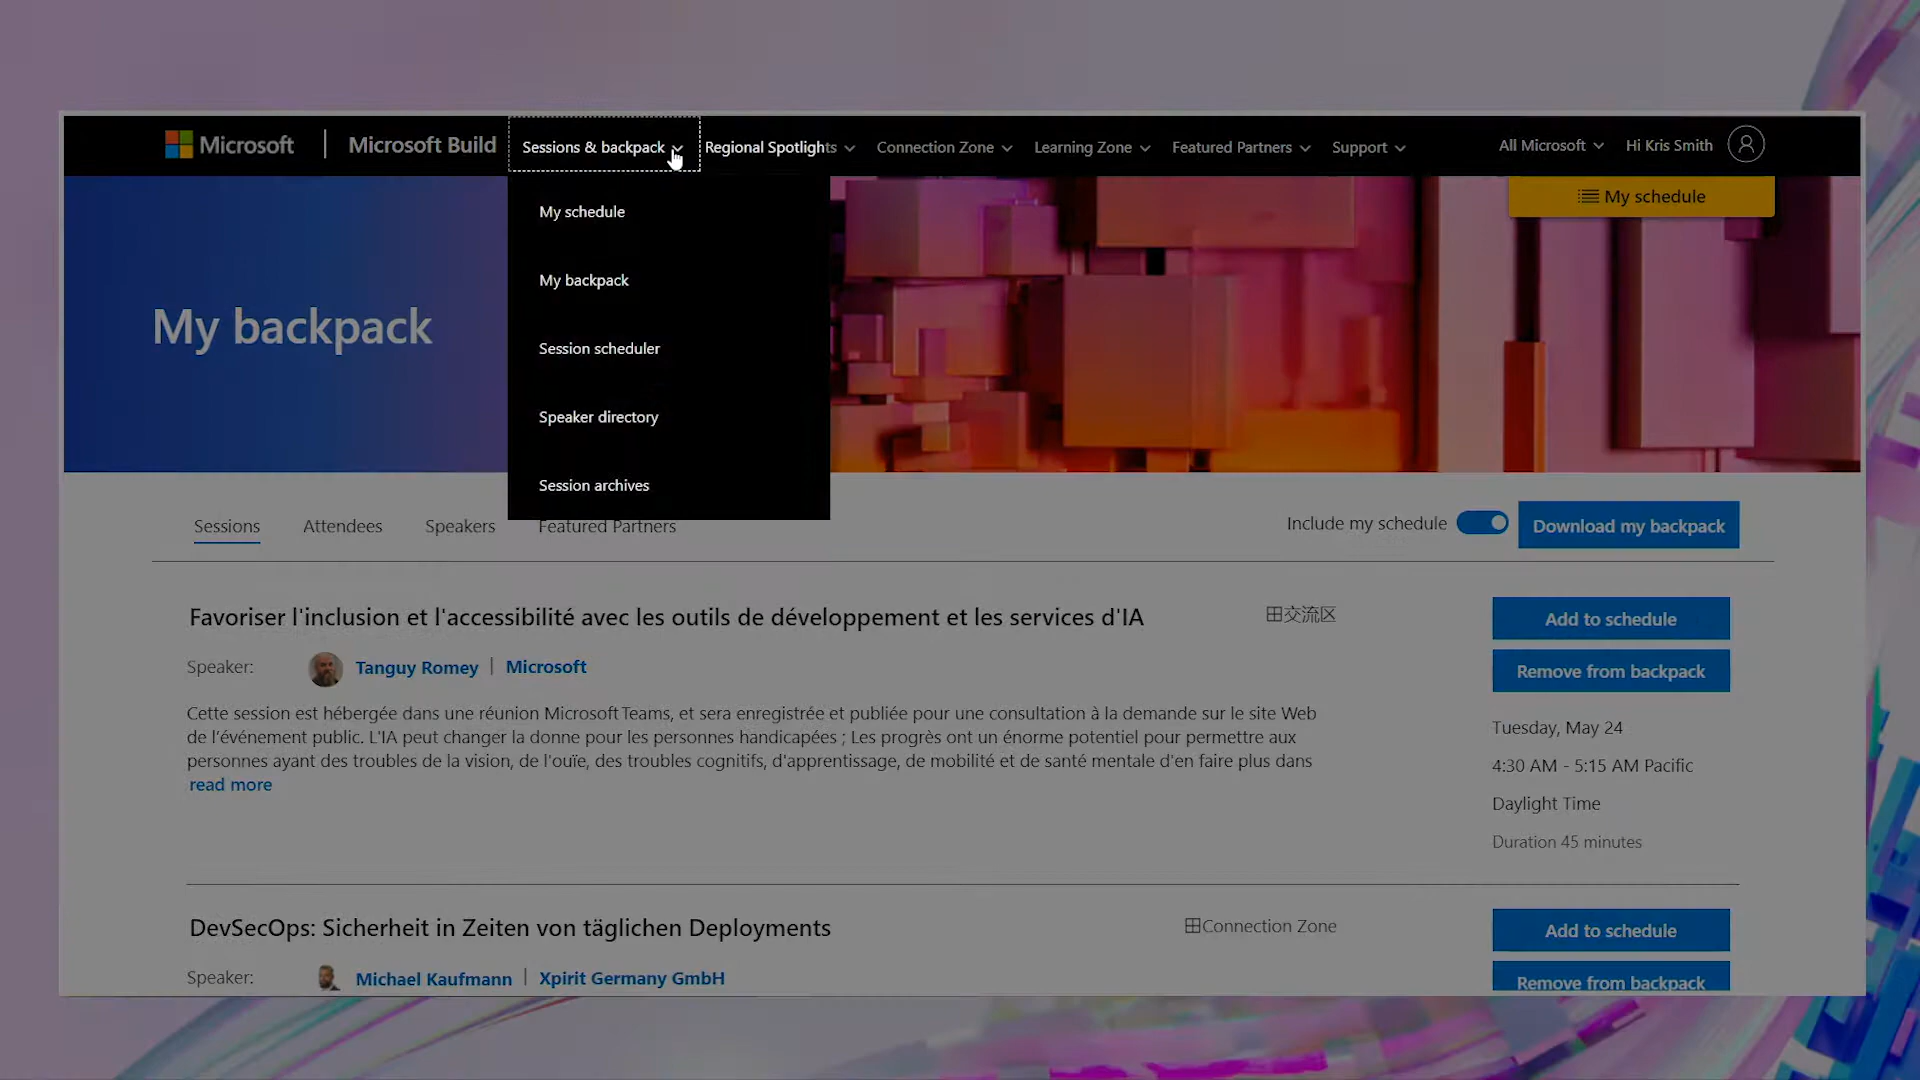 Microsoft
Microsoft Build
Sessions & backpack
Regional Spotlights
Connection Zone
Learning Zone
Featured Partners
Support
All Microsoft
Hi Kris Smith
My schedule
My schedule
My backpack
Session scheduler
Speaker directory
Session archives
My backpack
Sessions
Attendees
Speakers
Featured Partners
Include my schedule
Download my backpack
Favoriser l'inclusion et l'accessibilité avec les outils de développement et les services d'IA
交流区
Add to schedule
Speaker:
Tanguy Romey | Microsoft
Remove from backpack
Cette session est hébergée dans une réunion Microsoft Teams, et sera enregistrée et publiée pour une consultation à la demande sur le site Web
de l'événement public. L'IA peut changer la donne pour les personnes handicapées ; Les progrès ont un énorme potentiel pour permettre aux
personnes ayant des troubles de la vision, de l'ouïe, des troubles cognitifs, d'apprentissage, de mobilité et de santé mentale d'en faire plus dans
read more
Tuesday, May 24
4:30 AM - 5:15 AM Pacific
Daylight Time
Duration 45 minutes
DevSecOps: Sicherheit in Zeiten von täglichen Deployments
Connection Zone
Add to schedule
Speaker:
Michael Kaufmann | Xpirit Germany GmbH
Remove from backpack